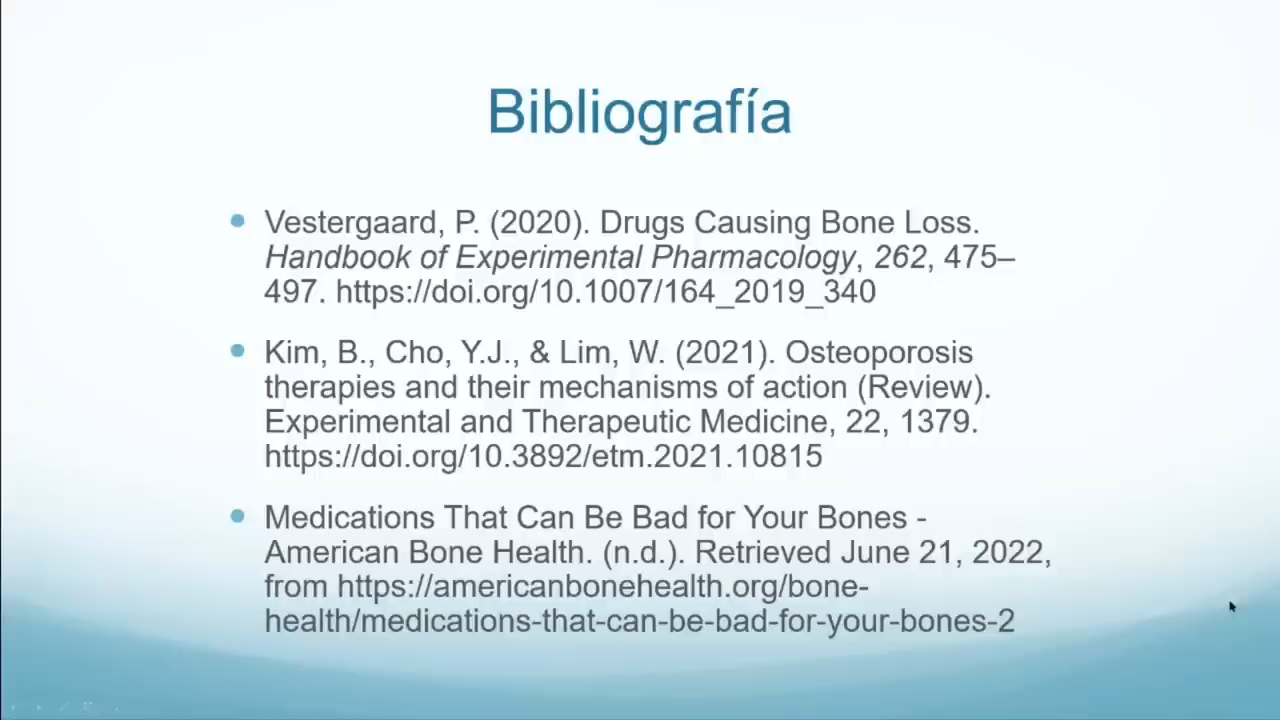 Bibliografía
• Vestergaard, P. (2020). Drugs Causing Bone Loss.
Handbook of Experimental Pharmacology, 262, 475–
497. https://doi.org/10.1007/164_2019_340
• Kim, B., Cho, Y.J., & Lim, W. (2021). Osteoporosis
therapies and their mechanisms of action (Review).
Experimental and Therapeutic Medicine, 22, 1379.
https://doi.org/10.3892/etm.2021.10815
• Medications That Can Be Bad for Your Bones -
American Bone Health. (n.d.). Retrieved June 21, 2022,
from https://americanbonehealth.org/bone-
health/medications-that-can-be-bad-for-your-bones-2